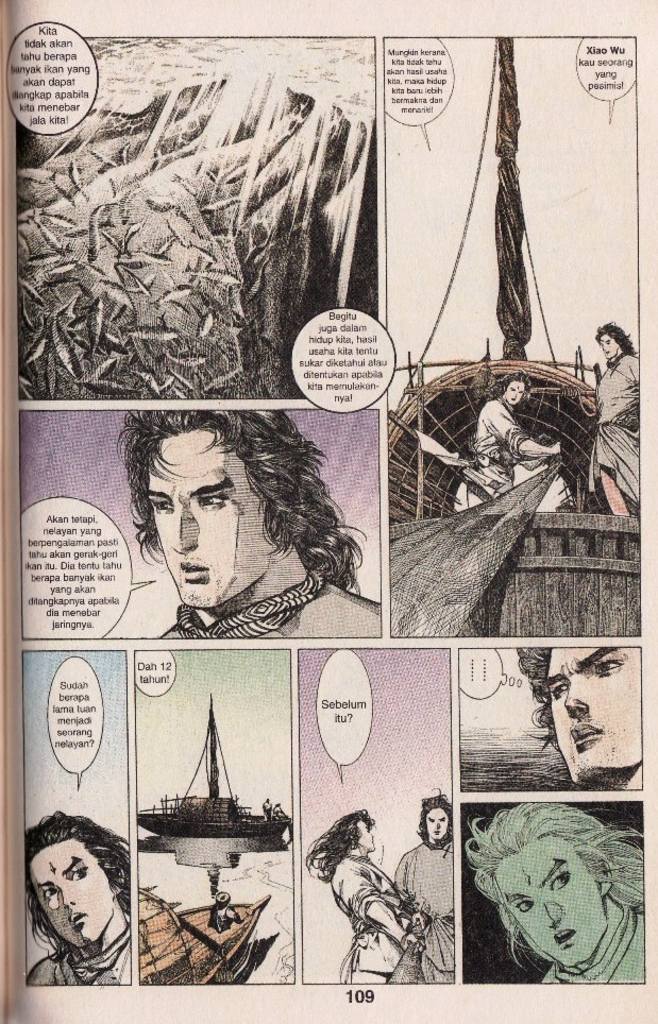 Kita
tidak akan
tahu berapa
banyak ikan yang
akan dapat
ditangkap apabila
kita menebar
jala kita!
Begitu
juga dalam
hidup kita, hasil
usaha kita tentu
sukar diketahui atau
ditentukan apabila
kita memulakan-
nya!
Mungkin kerana
kita tidak tahu
akan hasil usaha
kita, maka hidup
kita baru lebih
bermakna dan
menarik!
Xiao Wu
kau seorang
yang
pesimis!
Akan tetapi,
nelayan yang
berpengalaman pasti
tahu akan gerak-geri
ikan itu. Dia tentu tahu
berapa banyak ikan
yang akan
ditangkapnya apabila
dia menebar
jaringnya.
Sudah
berapa
lama tuan
menjadi
seorang
nelayan?
Dah 12
tahun!
Sebelum
itu?
109